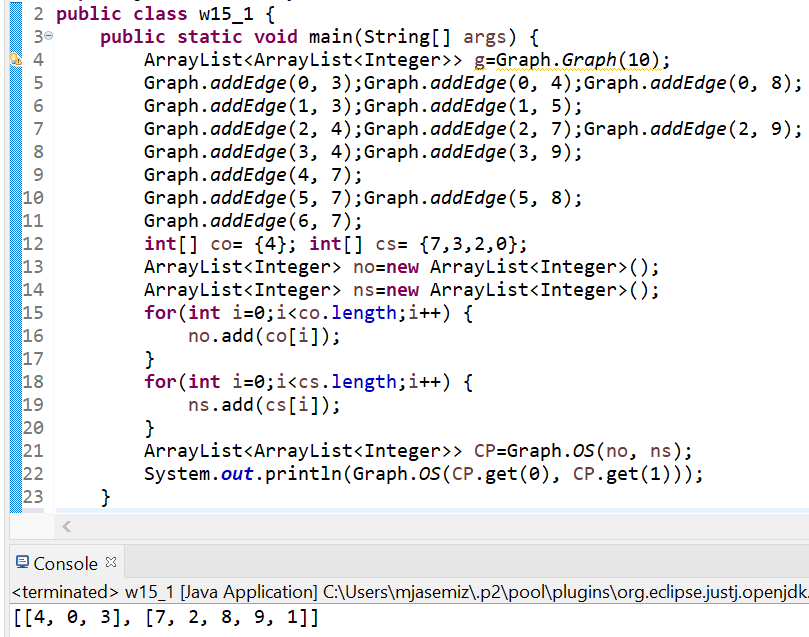 2 public class w15_1 {
3 public static void main(String[] args) {
4 ArrayList<ArrayList<Integer>> g=Graph.Graph(10);
5 Graph.addEdge(0, 3);Graph.addEdge(0, 4);Graph.addEdge(0, 8);
6 Graph.addEdge(1, 3);Graph.addEdge(1, 5);
7 Graph.addEdge(2, 4);Graph.addEdge(2, 7);Graph.addEdge(2, 9);
8 Graph.addEdge(3, 4);Graph.addEdge(3, 9);
9 Graph.addEdge(4, 7);
10 Graph.addEdge(5, 7);Graph.addEdge(5, 8);
11 Graph.addEdge(6, 7);
12 int[] co= {4}; int[] cs= {7,3,2,0};
13 ArrayList<Integer> no=new ArrayList<Integer>();
14 ArrayList<Integer> ns=new ArrayList<Integer>();
15 for(int i=0;i<co.length;i++) {
16 no.add(co[i]);
17 }
18 for(int i=0;i<cs.length;i++) {
19 ns.add(cs[i]);
20 }
21 ArrayList<ArrayList<Integer>> CP=Graph.OS(no, ns);
22 System.out.println(Graph.OS(CP.get(0), CP.get(1)));
23 }
Console
<terminated> w15_1 [Java Application] C:\Users\mjasemiz\.p2\pool\plugins\org.eclipse.justj.openjdk.
[[4, 0, 3], [7, 2, 8, 9, 1]]